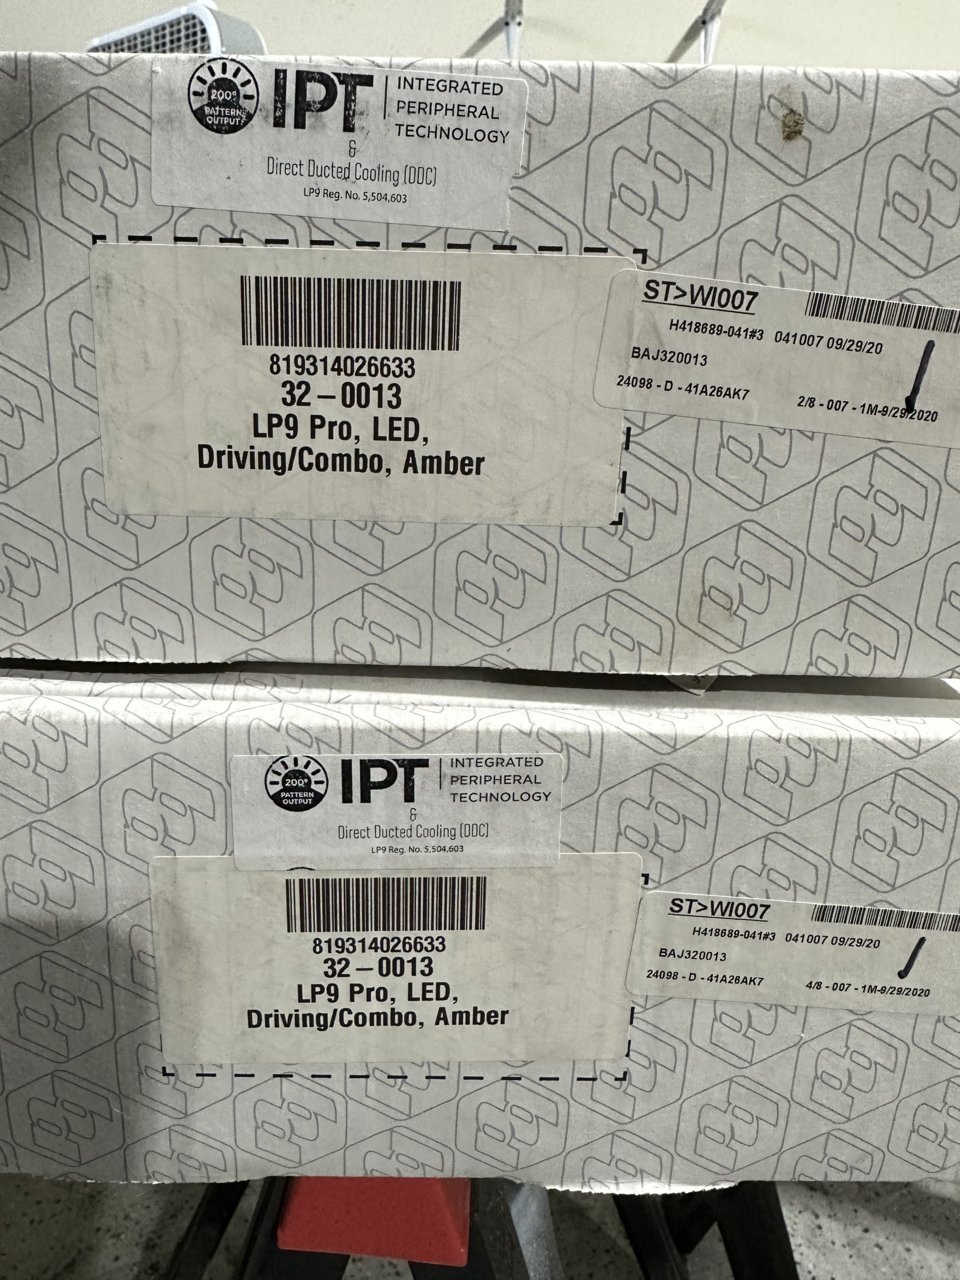 200°
PATTERN
OUTPUT
IPT
INTEGRATED
PERIPHERAL
TECHNOLOGY
&
Direct Ducted Cooling (DDC)
LP9 Reg. No. 5,504,603
819314026633
32-0013
LP9 Pro, LED,
Driving/Combo, Amber
ST>WI007
H418689-041#3 041007 09/29/20
BAJ320013
24098 - D - 41A26AK7
2/8 - 007 - 1M-9/29/2020
200°
PATTERN
OUTPUT
IPT
INTEGRATED
PERIPHERAL
TECHNOLOGY
&
Direct Ducted Cooling (DDC)
LP9 Reg. No. 5,504,603
819314026633
32-0013
LP9 Pro, LED,
Driving/Combo, Amber
ST>WI007
H418689-041#3 041007 09/29/20
BAJ320013
24098 - D - 41A26AK7
4/8 - 007 - 1M-9/29/2020